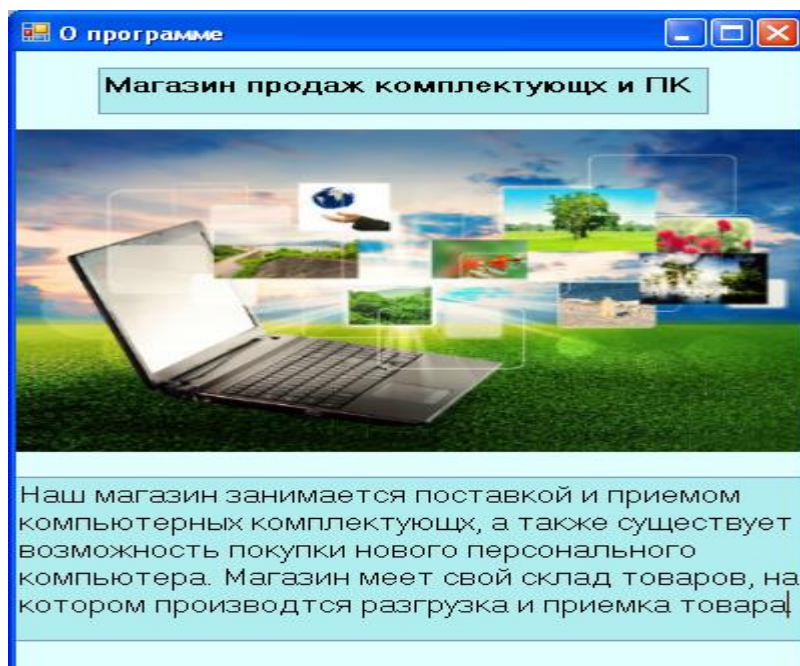 О программе
Магазин продаж комплектующх и ПК
Наш магазин занимается поставкой и приемом
компьютерных комплектующх, а также существует
возможность покупки нового персонального
компьютера. Магазин меет свой склад товаров, на
котором производтся разгрузка и приемка товара.